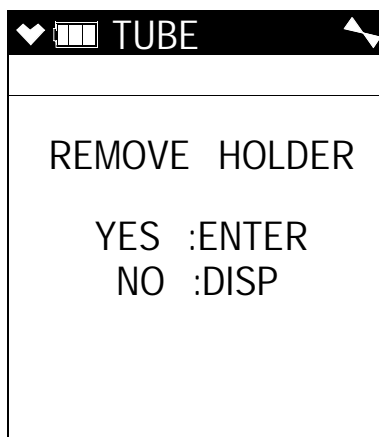 TUBE
REMOVE HOLDER
YES :ENTER
NO :DISP